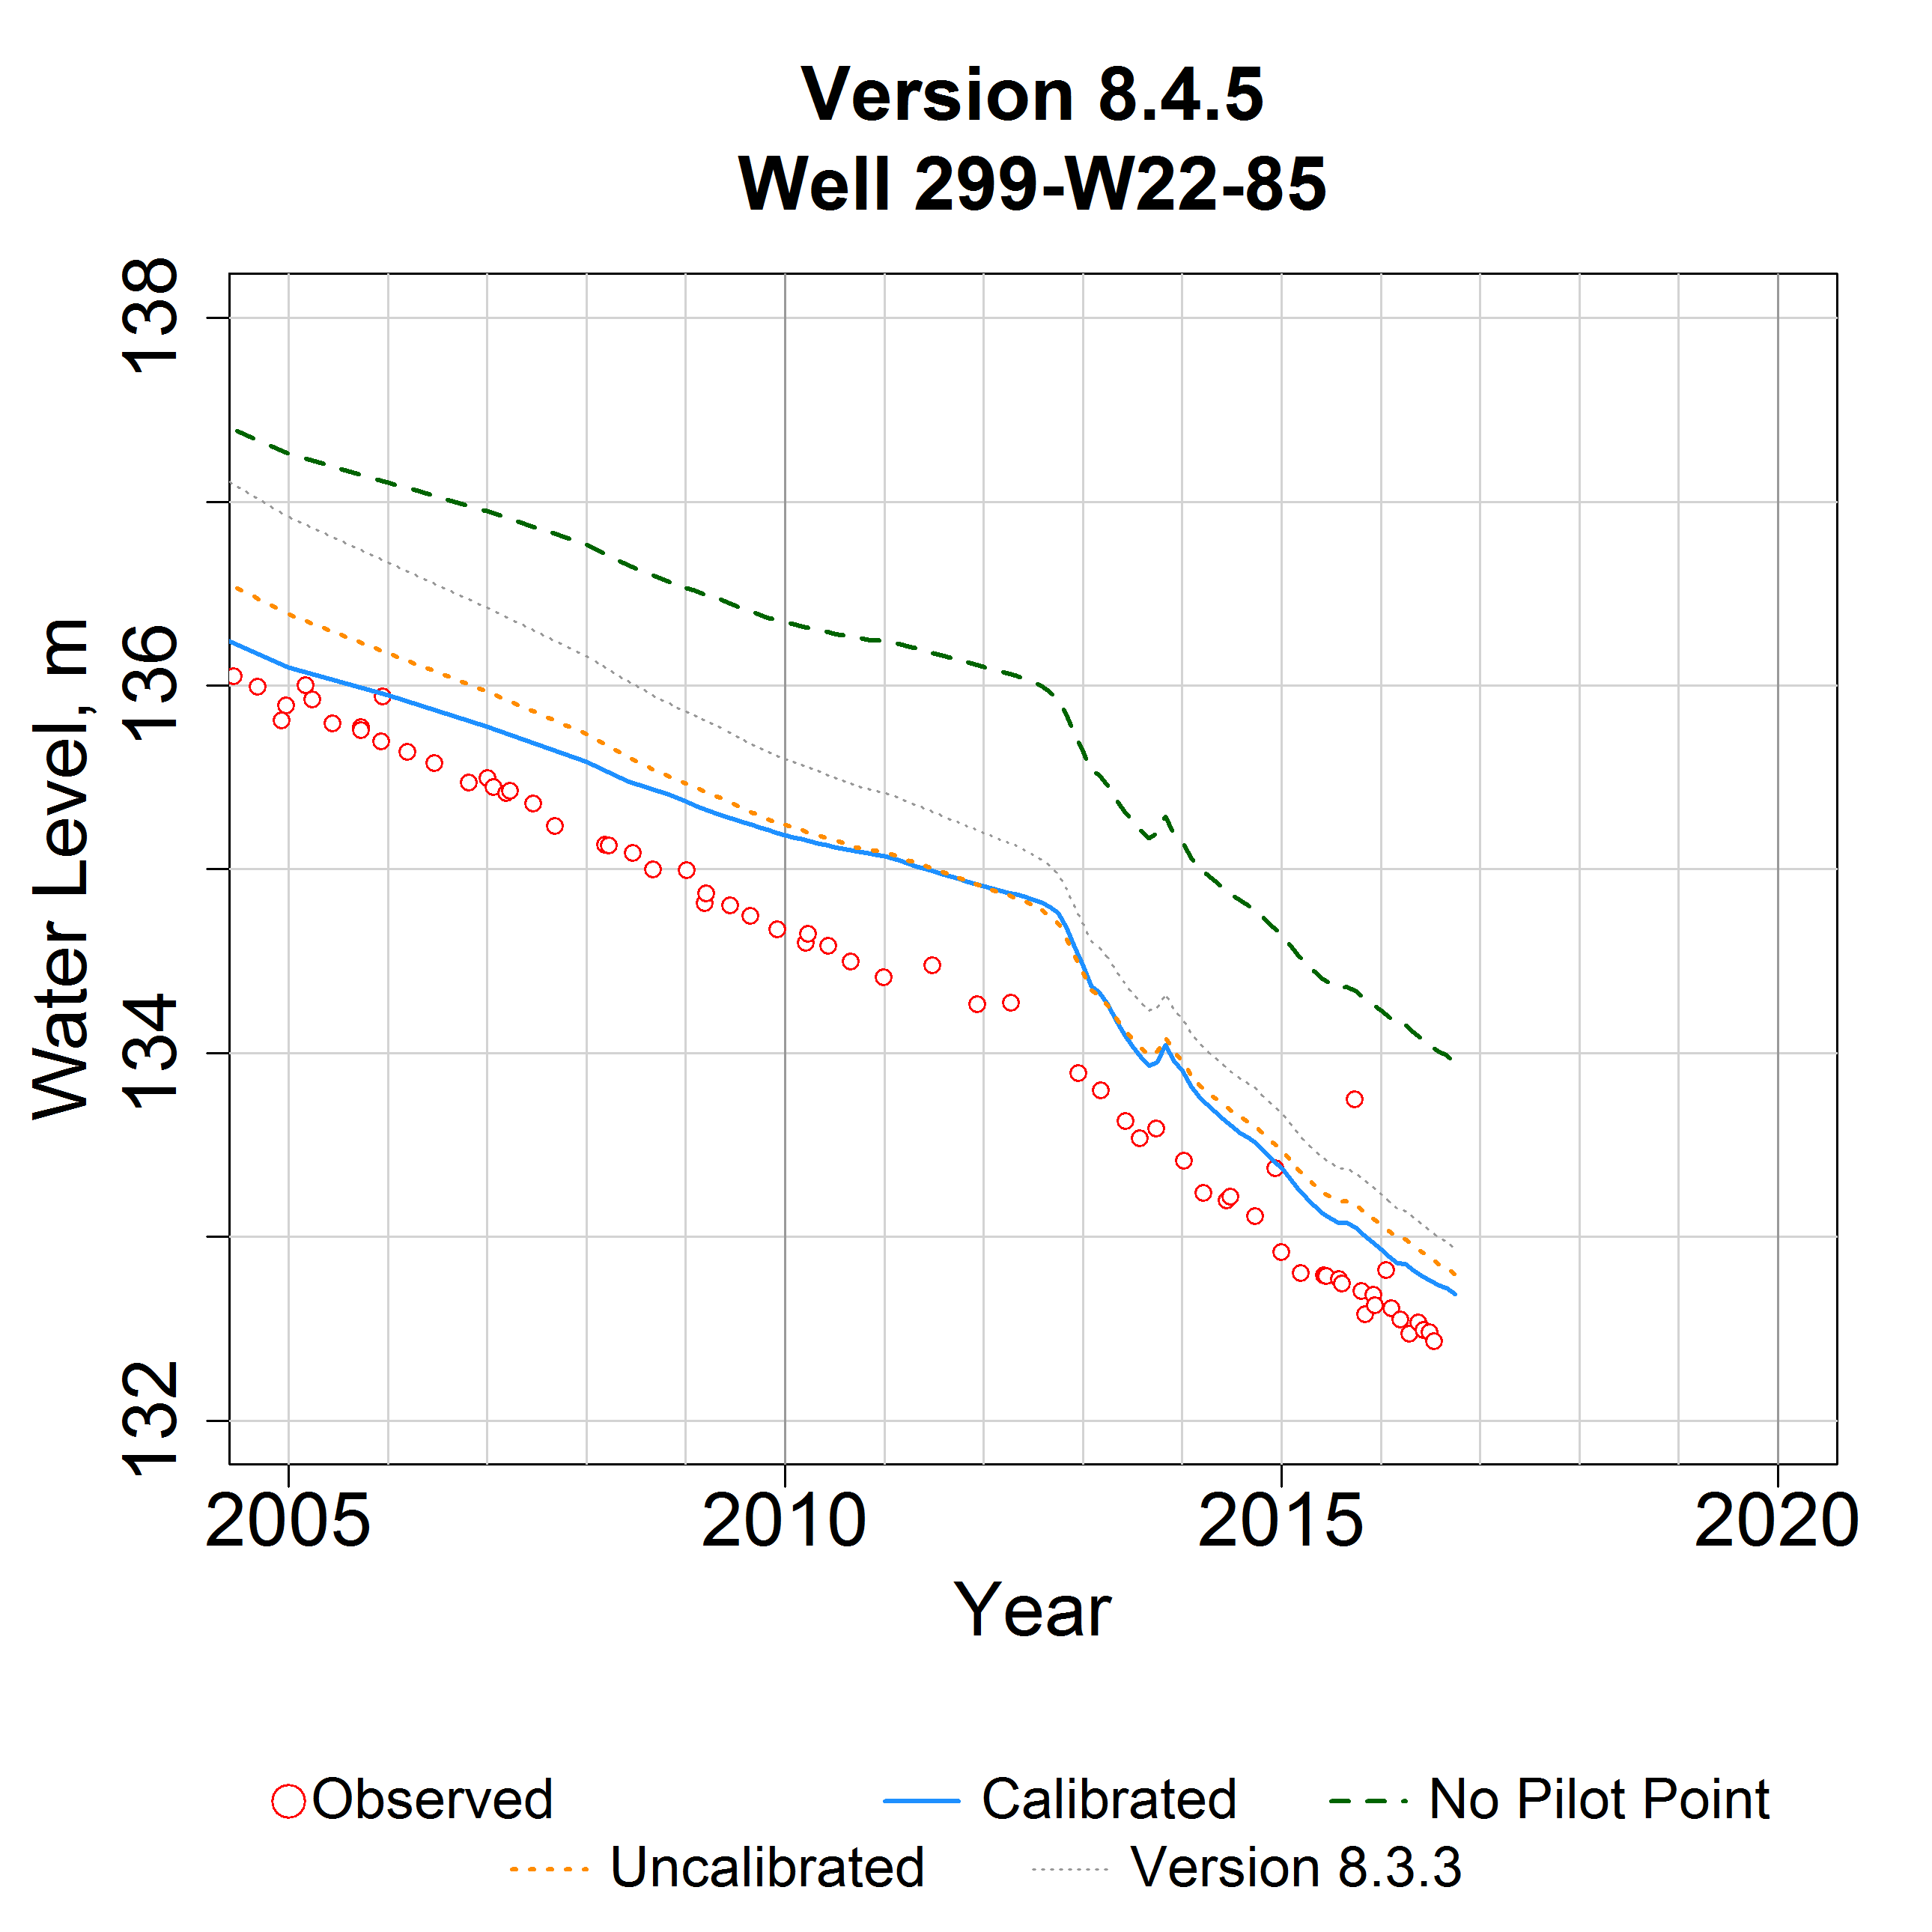 Version 8.4.5
Well 299-W22-85
Water Level, m
138
136
134
132
2005 2010 2015 2020
Year
Observed Calibrated No Pilot Point
Uncalibrated Version 8.3.3